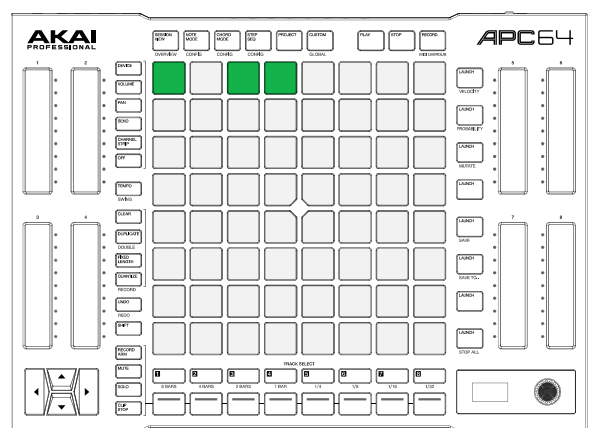 AKAI
PROFESSIONAL
SESSION VIEW
NOTE MODE
CHORD MODE
STEP SEQ
PROJECT
CUSTOM
PLAY
STOP
RECORD
OVERVIEW
CONFIG
CONFIG
CONFIG
GLOBAL
APC64
1
2
5
6
DEVICE
VOLUME
PAN
SEND
CHANNEL STRIP
OFF
TEMPO
SWING
LAUNCH
VELOCITY
LAUNCH
PROBABILITY
LAUNCH
MUTATE
LAUNCH
3
4
7
8
CLEAR
DUPLICATE
DOUBLE
FIXED LENGTH
QUANTIZE
RECORD
UNDO
REDO
SHIFT
LAUNCH
SAVE
LAUNCH
SAVE TO...
LAUNCH
LAUNCH
STOP ALL
RECORD ARM
MUTE
SOLO
CLIP STOP
TRACK SELECT
1
2
3
4
5
6
7
8
8 BARS
4 BARS
2 BARS
1 BAR
1/4
1/8
1/16
1/32